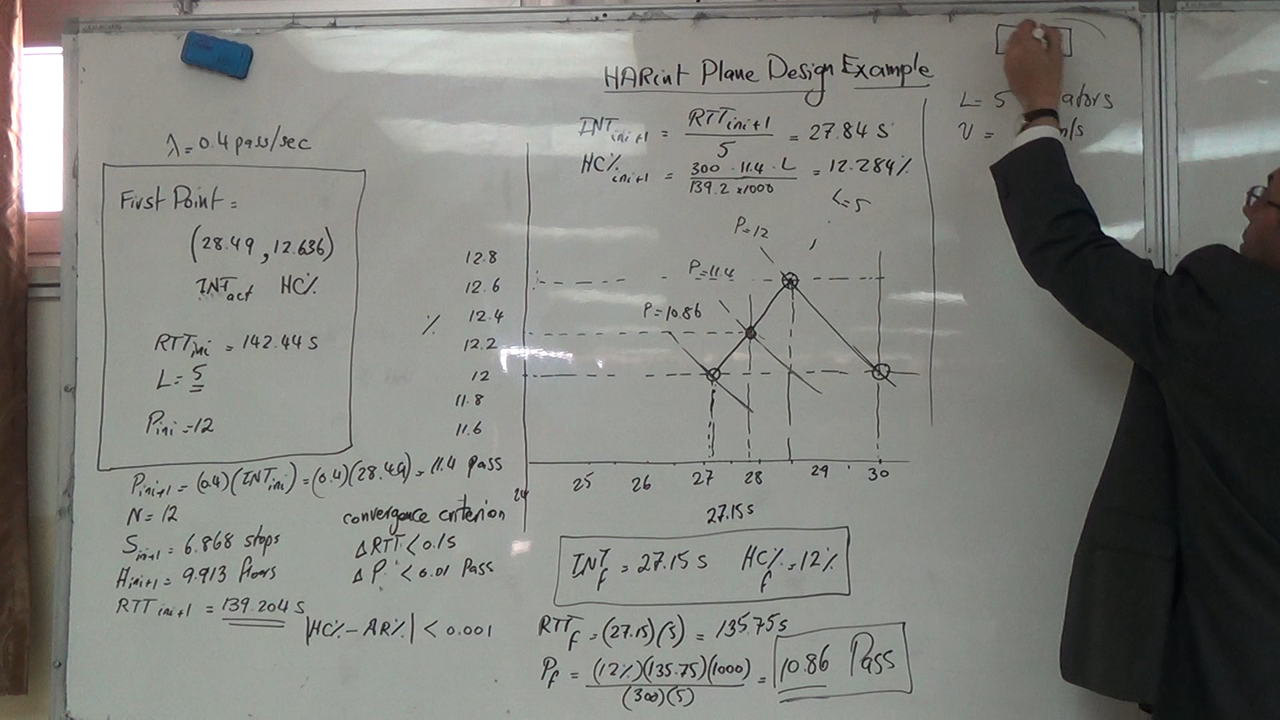 HARint Plane Design Example
λ=0.4 pass/sec
First Point:
(28.49, 12.636)
INT_act HC%
RTT_ini = 142.44 S
L=5
P_ini=12
P_ini+1 = (0.4)(INT_ini) = (0.4)(28.49) = 11.4 pass
N=12
S_ini+1 = 6.868 stops
H_ini+1 = 9.913 floors
RTT_ini+1 = 139.204 S
convergence criterion
ΔRTT < 0.1S
ΔP < 0.01 Pass
|HC% - AR%| < 0.001
INT_ini+1 = RTT_ini+1 / 5 = 27.84 S
HC%_ini+1 = 300 · 11.4 · L / 139.2 x1000 = 12.284%
L=5
P=12
P=11.4
P=10.86
%
12.8
12.6
12.4
12.2
12
11.8
11.6
24 25 26 27 28 29 30
27.15s
INT_f = 27.15 S HC%_f = 12%
RTT_f = (27.15)(5) = 135.75s
P_f = (12%)(135.75)(1000) / (300)(5) = 10.86 Pass
L= 5
V =